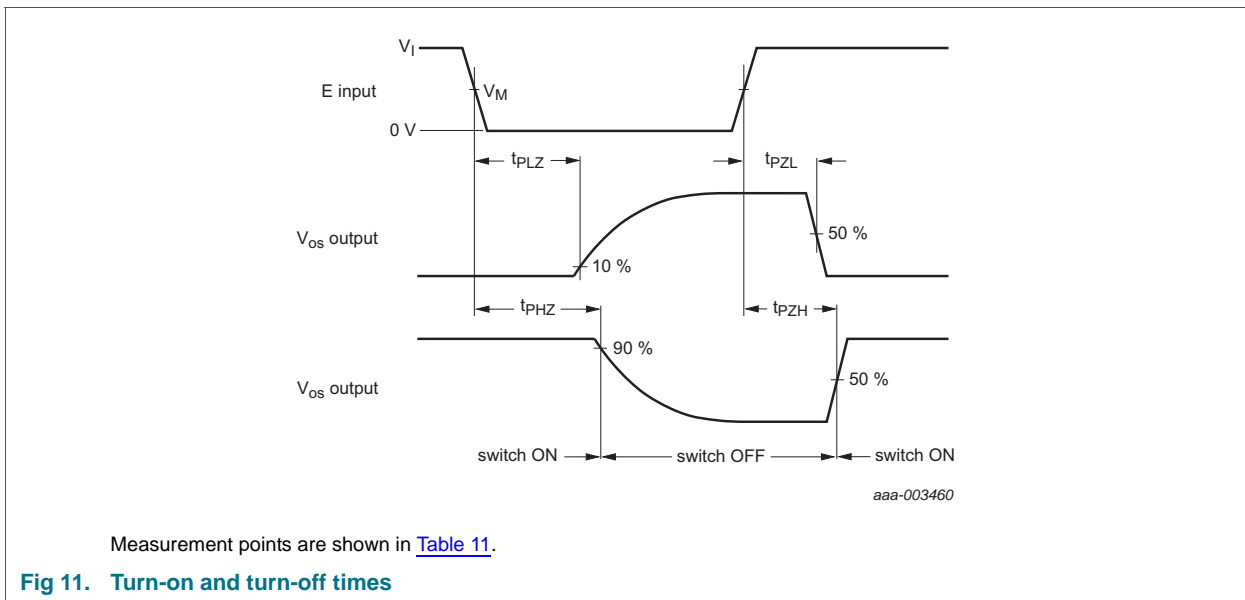 V_I
E input
V_M
0 V
t_PLZ
t_PZL
V_os output
50 %
10 %
t_PHZ
t_PZH
90 %
V_os output
50 %
switch ON
switch OFF
switch ON
aaa-003460
Measurement points are shown in Table 11.
Fig 11. Turn-on and turn-off times